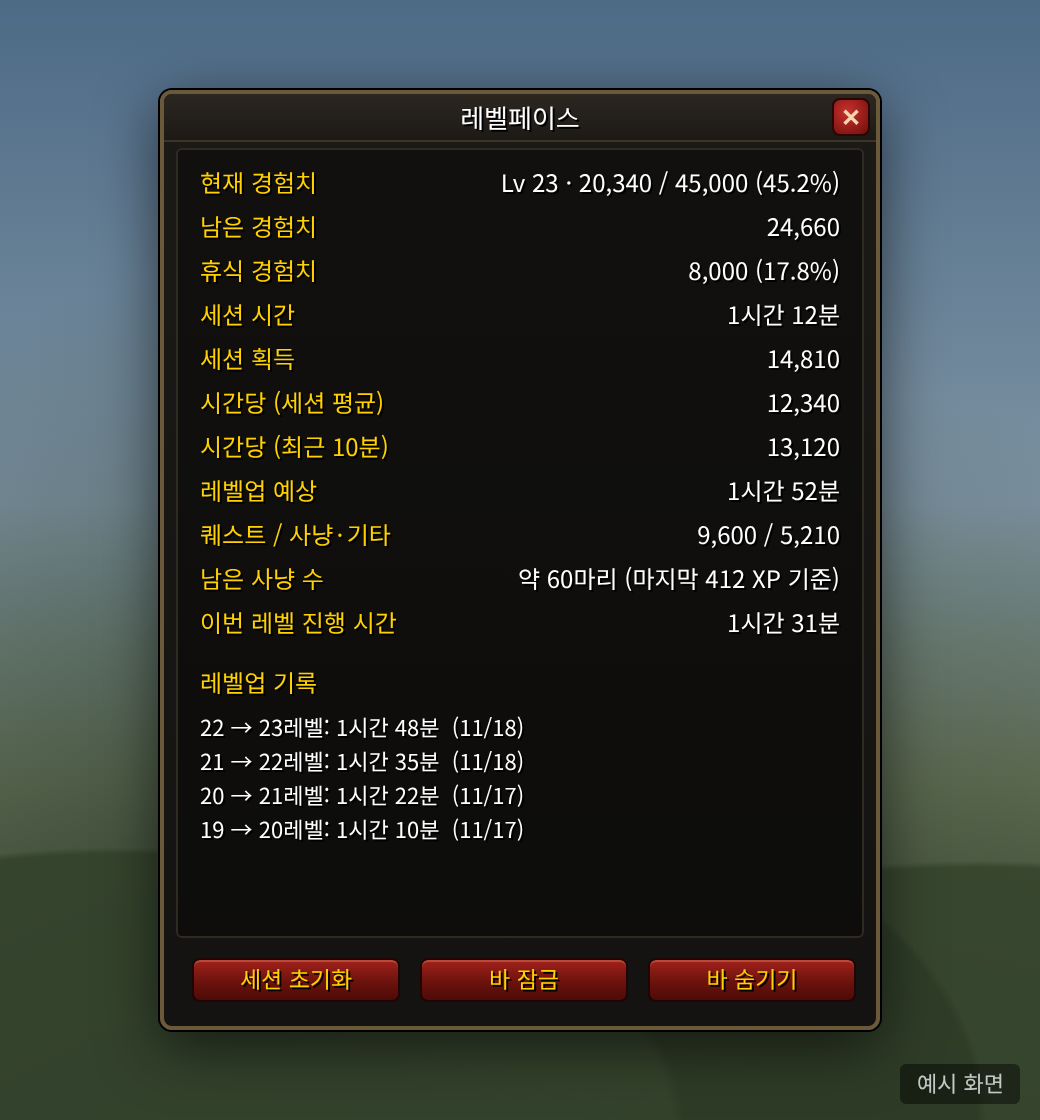 레벨페이스
현재 경험치 Lv 23 · 20,340 / 45,000 (45.2%)
남은 경험치 24,660
휴식 경험치 8,000 (17.8%)
세션 시간 1시간 12분
세션 획득 14,810
시간당 (세션 평균) 12,340
시간당 (최근 10분) 13,120
레벨업 예상 1시간 52분
퀘스트 / 사냥·기타 9,600 / 5,210
남은 사냥 수 약 60마리 (마지막 412 XP 기준)
이번 레벨 진행 시간 1시간 31분
레벨업 기록
22 → 23레벨: 1시간 48분 (11/18)
21 → 22레벨: 1시간 35분 (11/18)
20 → 21레벨: 1시간 22분 (11/17)
19 → 20레벨: 1시간 10분 (11/17)
세션 초기화 바 잠금 바 숨기기
예시 화면